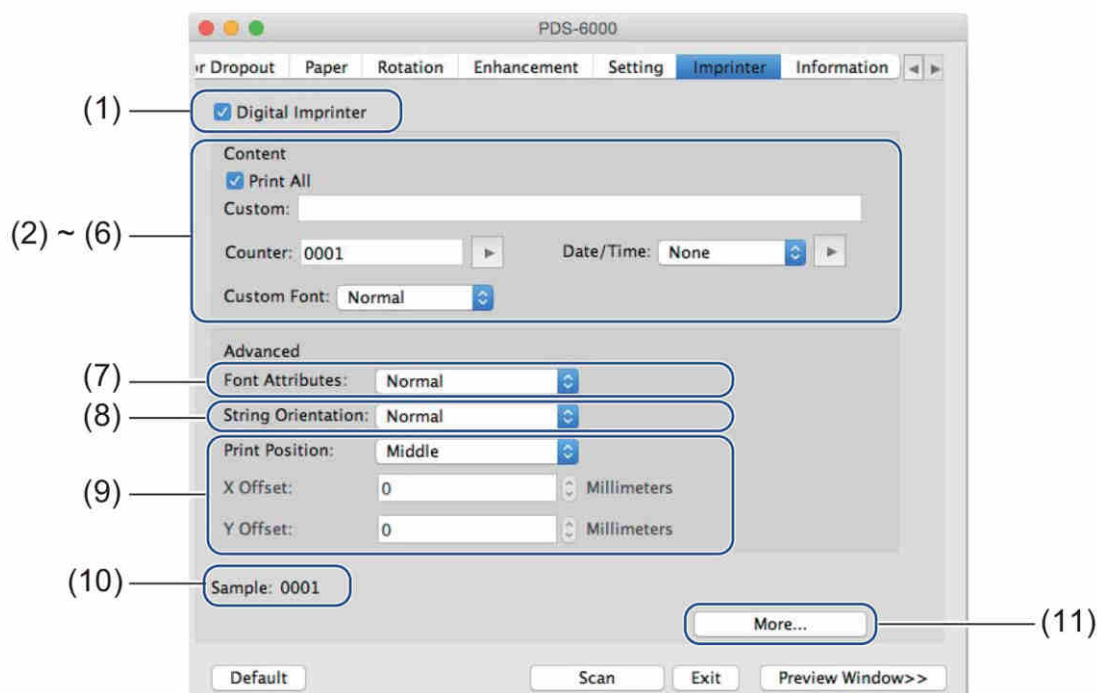 PDS-6000
r Dropout Paper Rotation Enhancement Setting Imprinter Information
(1) Digital Imprinter
Content
Print All
(2) ~ (6)
Custom:
Counter: 0001 Date/Time: None
Custom Font: Normal
Advanced
(7) Font Attributes: Normal
(8) String Orientation: Normal
Print Position: Middle
(9) X Offset: 0 Millimeters
Y Offset: 0 Millimeters
(10) Sample: 0001
More... (11)
Default Scan Exit Preview Window>>